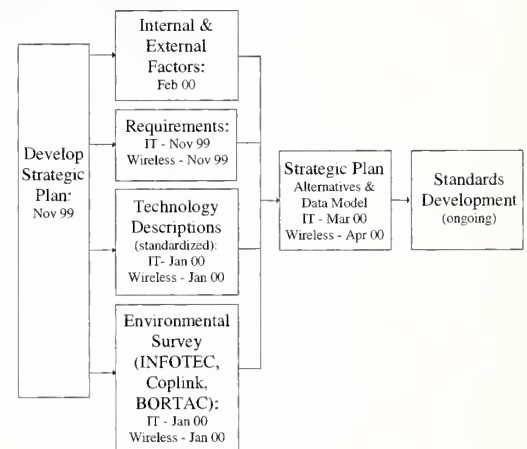 Develop
Strategic
Plan:
Nov 99
Internal &
External
Factors:
Feb 00
Requirements:
IT - Nov 99
Wireless - Nov 99
Technology
Descriptions
(standardized):
IT- Jan 00
Wireless - Jan 00
Environmental
Survey
(INFOTEC,
Coplink,
BORTAC):
IT - Jan 00
Wireless - Jan 00
Strategic Plan
Alternatives &
Data Model
IT - Mar 00
Wireless - Apr 00
Standards
Development
(ongoing)